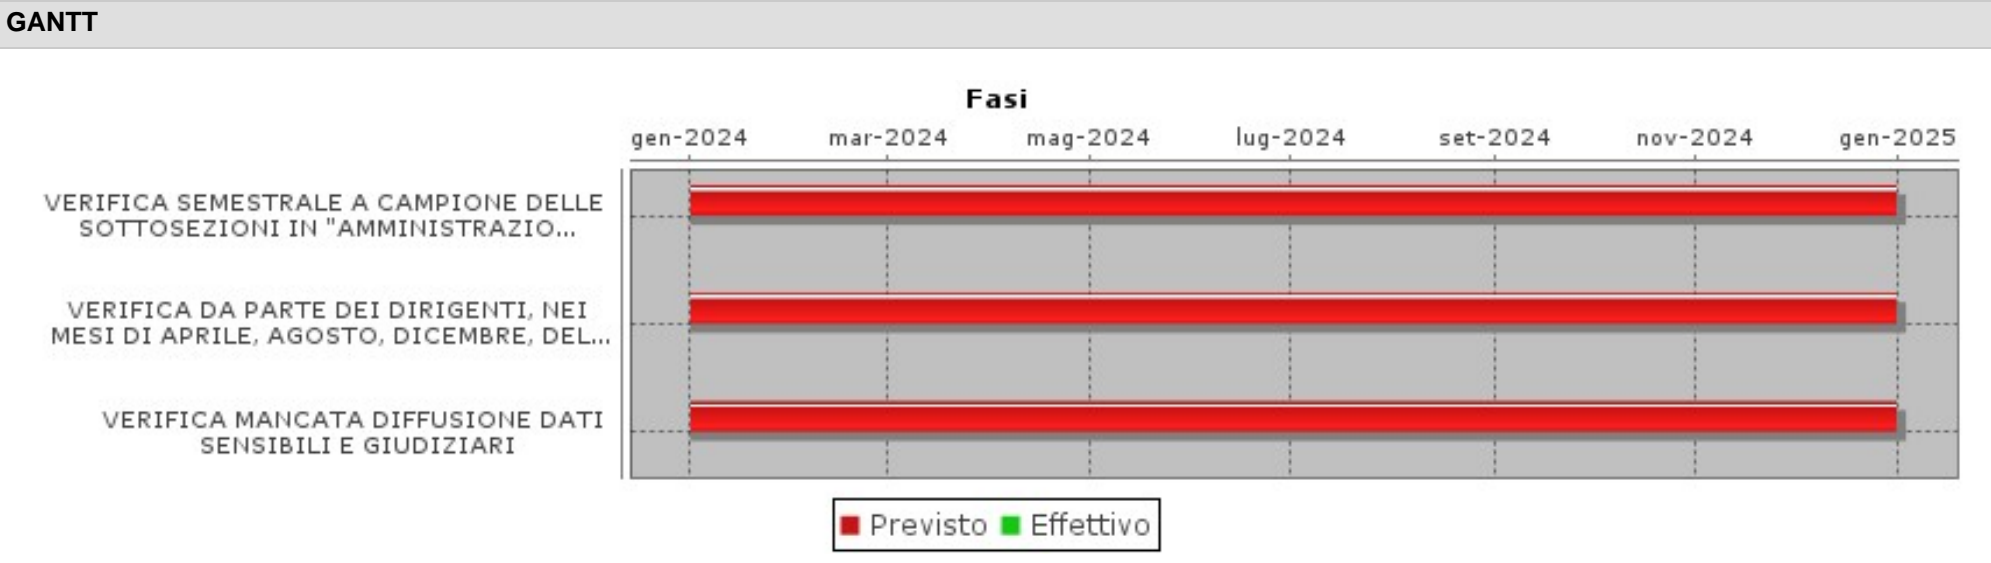 GANTT
Fasi
gen-2024 mar-2024 mag-2024 lug-2024 set-2024 nov-2024 gen-2025
VERIFICA SEMESTRALE A CAMPIONE DELLE
SOTTOSEZIONI IN "AMMINISTRAZIO...
VERIFICA DA PARTE DEI DIRIGENTI, NEI
MESI DI APRILE, AGOSTO, DICEMBRE, DEL...
VERIFICA MANCATA DIFFUSIONE DATI
SENSIBILI E GIUDIZIARI
Previsto Effettivo